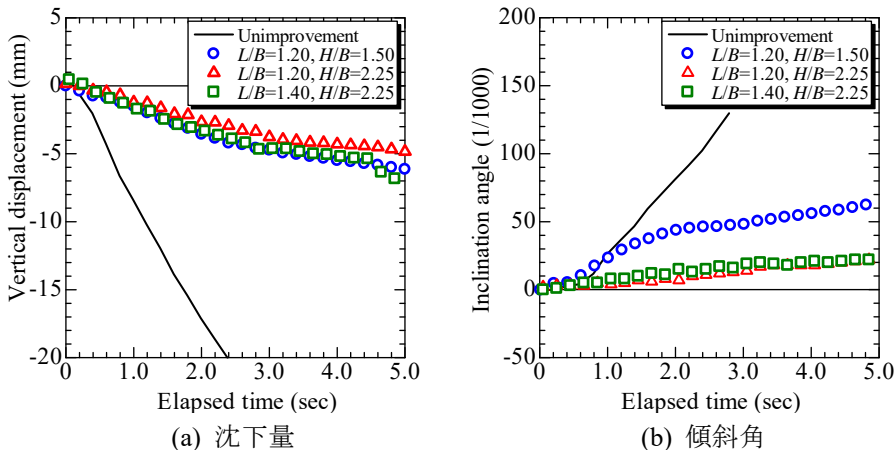 Vertical displacement (mm)
5
0
-5
-10
-15
-20
Unimprovement
L/B=1.20, H/B=1.50
L/B=1.20, H/B=2.25
L/B=1.40, H/B=2.25
0 1.0 2.0 3.0 4.0 5.0
Elapsed time (sec)
(a) 沈下量
Inclination angle (1/1000)
200
150
100
50
0
-50
Unimprovement
L/B=1.20, H/B=1.50
L/B=1.20, H/B=2.25
L/B=1.40, H/B=2.25
0 1.0 2.0 3.0 4.0 5.0
Elapsed time (sec)
(b) 傾斜角